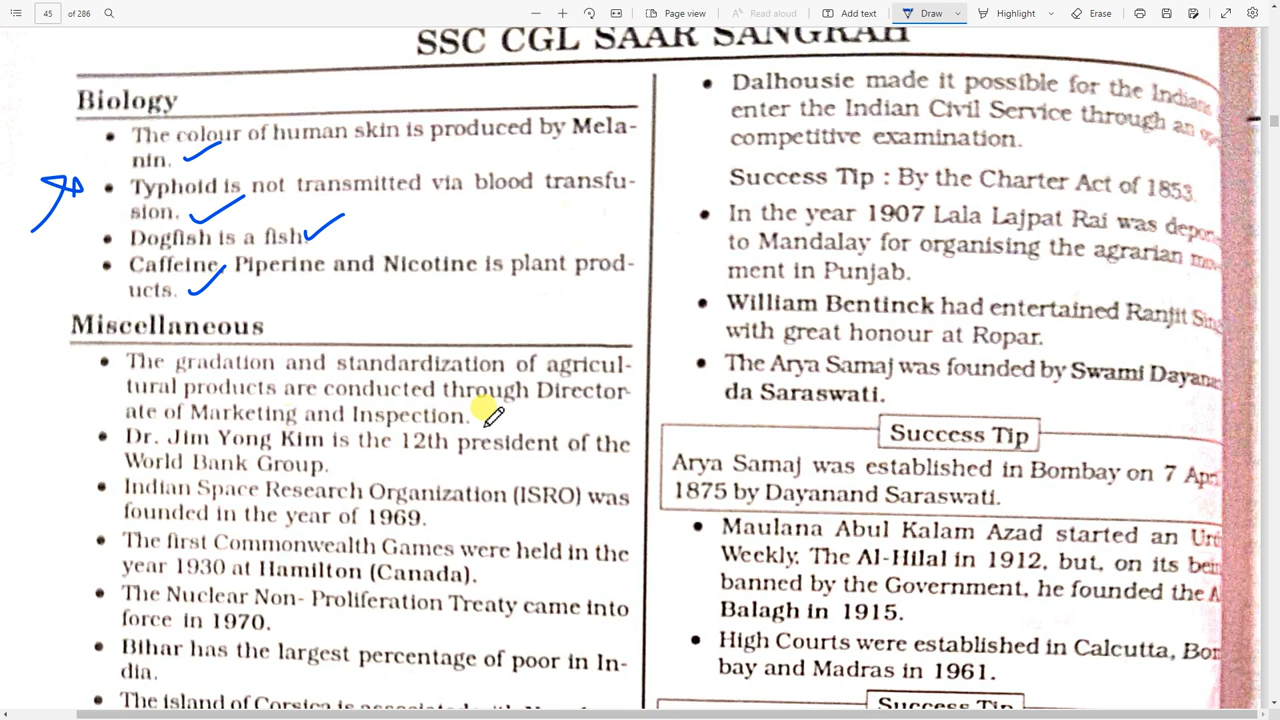 45
of 286
Page view
Read aloud
Add text
Draw
Highlight
Erase
SSC CGL SAAR SANGRAH
Biology
• The colour of human skin is produced by Mela-
nin.
• Typhoid is not transmitted via blood transfu-
sion.
• Dogfish is a fish.
• Caffeine, Piperine and Nicotine is plant prod-
ucts.
Miscellaneous
• The gradation and standardization of agricul-
tural products are conducted through Director-
ate of Marketing and Inspection.
• Dr. Jim Yong Kim is the 12th president of the
World Bank Group.
• Indian Space Research Organization (ISRO) was
founded in the year of 1969.
• The first Commonwealth Games were held in the
year 1930 at Hamilton (Canada).
• The Nuclear Non- Proliferation Treaty came into
force in 1970.
• Bihar has the largest percentage of poor in In-
dia.
• The island of Corsica is associated with
• Dalhousie made it possible for the Indians
enter the Indian Civil Service through an
competitive examination.
Success Tip : By the Charter Act of 1853.
• In the year 1907 Lala Lajpat Rai was depor
to Mandalay for organising the agrarian
ment in Punjab.
• William Bentinck had entertained Ranjit
with great honour at Ropar.
• The Arya Samaj was founded by Swami Dayana
da Saraswati.
Success Tip
Arya Samaj was established in Bombay on 7 Apr
1875 by Dayanand Saraswati.
• Maulana Abul Kalam Azad started an Ur
Weekly. The Al-Hilal in 1912, but, on its
banned by the Government, he founded the A
Balagh in 1915.
• High Courts were established in Calcutta, Bom
bay and Madras in 1961.
Success Tip